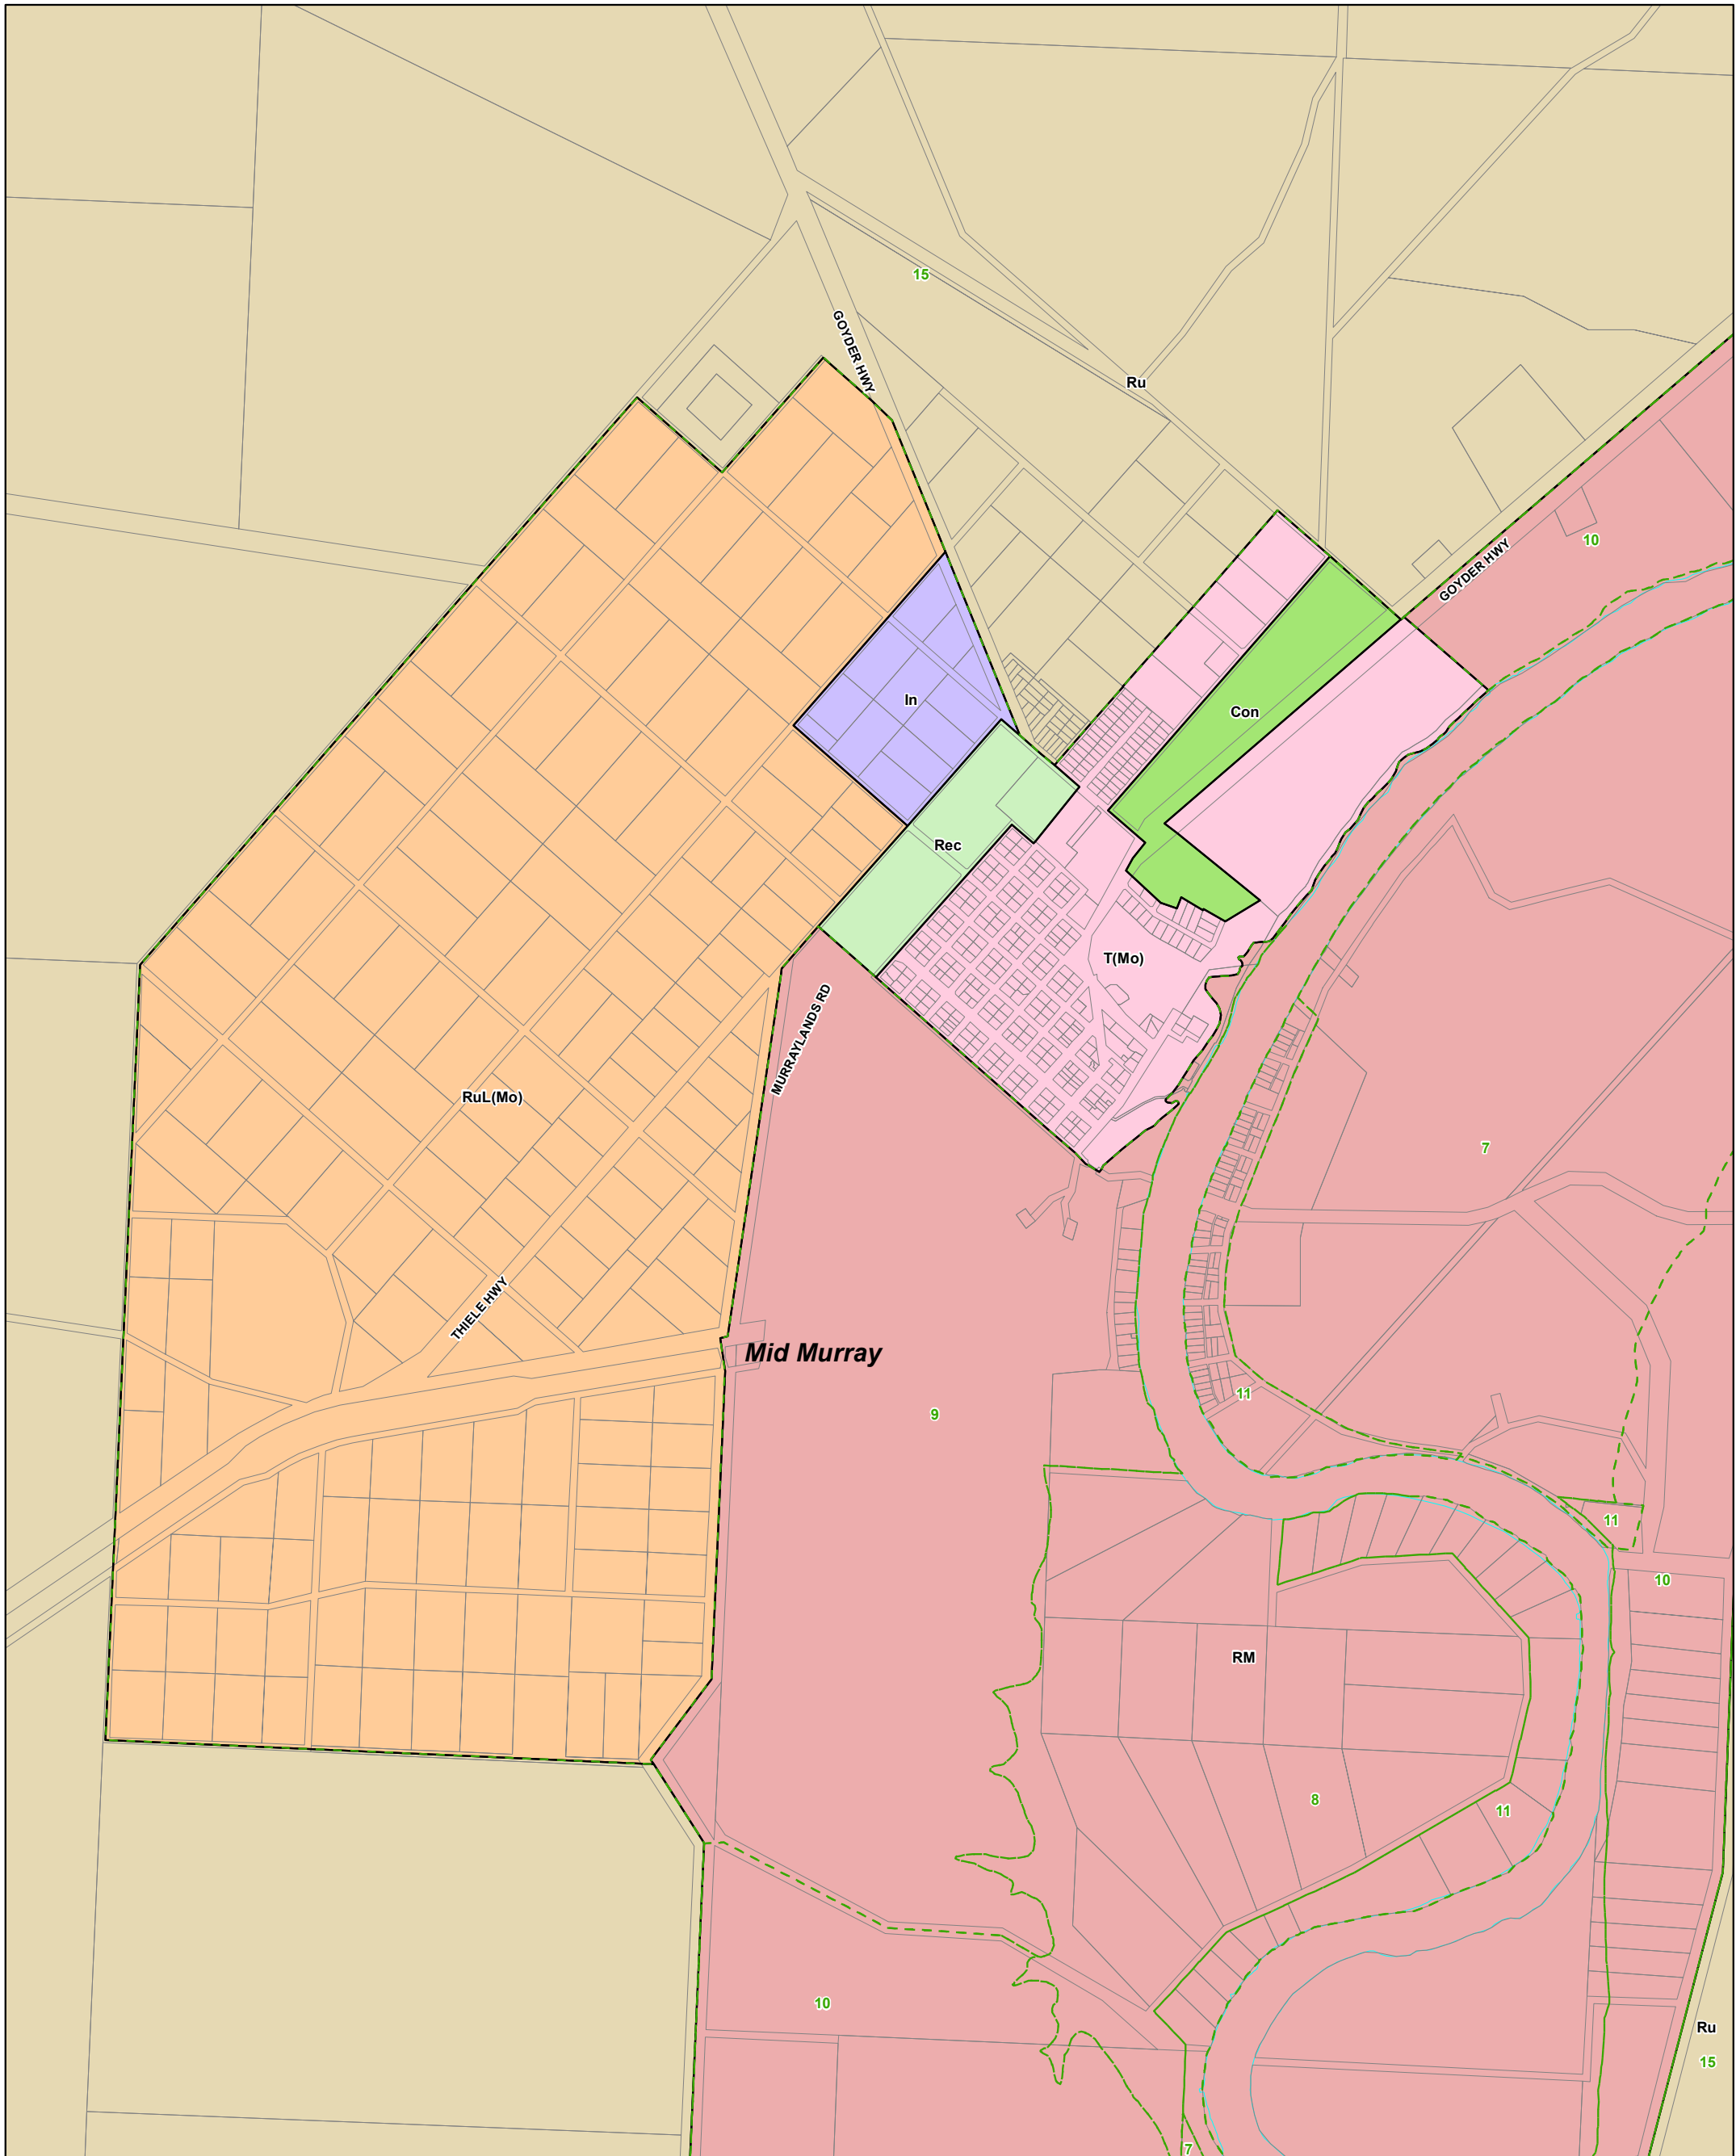 15
GOYDER HWY
Ru
10
GOYDER HWY
In
Con
Rec
T(Mo)
MURRAYLANDS RD
RuL(Mo)
7
THIELE HWY
Mid Murray
11
9
11
10
RM
8
11
10
Ru
15
7